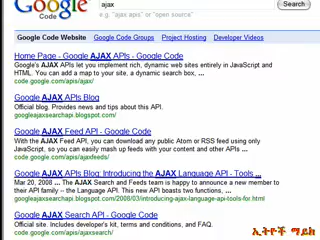 Google
Code
ajax
Search
e.g. "ajax apis" or "open source"
Google Code Website Google Code Groups Project Hosting Developer Videos
Home Page - Google AJAX APIs - Google Code
Google's AJAX APIs let you implement rich, dynamic web sites entirely in JavaScript and
HTML. You can add a map to your site, a dynamic search box, ...
code.google.com/apis/ajax/
Google AJAX APIs Blog
Official blog. Provides news and tips about this API.
googleajaxsearchapi.blogspot.com/
Google AJAX Feed API - Google Code
With the AJAX Feed API, you can download any public Atom or RSS feed using only
JavaScript, so you can easily mash up feeds with your content and other APIs ...
code.google.com/apis/ajaxfeeds/
Google AJAX APIs Blog: Introducing the AJAX Language API - Tools ...
Mar 20, 2008 ... The AJAX Search and Feeds team is happy to announce a new member to
their API family -- the Language API. This new API boasts two functions, ...
googleajaxsearchapi.blogspot.com/2008/03/introducing-ajax-language-api-tools-for.html
Google AJAX Search API - Google Code
Official site. Includes developer's kit, terms and conditions, and FAQ.
code.google.com/apis/ajaxsearch/
ኢትዮች ማይክ